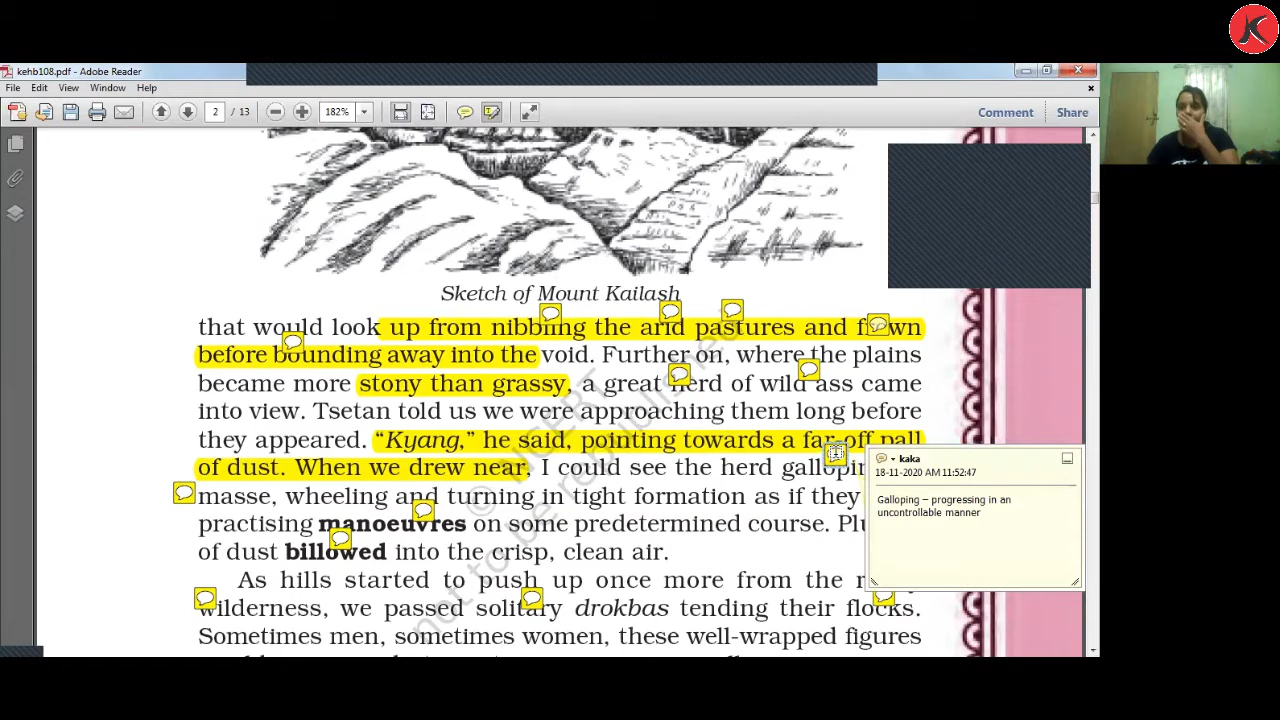 K
kehb108.pdf - Adobe Reader
File Edit View Window Help
2 / 13 182% Comment Share
Sketch of Mount Kailash
that would look up from nibbling the arid pastures and frown
before bounding away into the void. Further on, where the plains
became more stony than grassy, a great herd of wild ass came
into view. Tsetan told us we were approaching them long before
they appeared. “Kyang,” he said, pointing towards a far-off pall
of dust. When we drew near, I could see the herd
masse, wheeling and turning in tight formation as if they
practising manoeuvres on some predetermined course.
of dust billowed into the crisp, clean air.
As hills started to push up once more from the
wilderness, we passed solitary drokbas tending their flocks.
Sometimes men, sometimes women, these well-wrapped figures
kaka
18-11-2020 AM 11:52:47
Galloping – progressing in an
uncontrollable manner
© NCERT
not to be republished